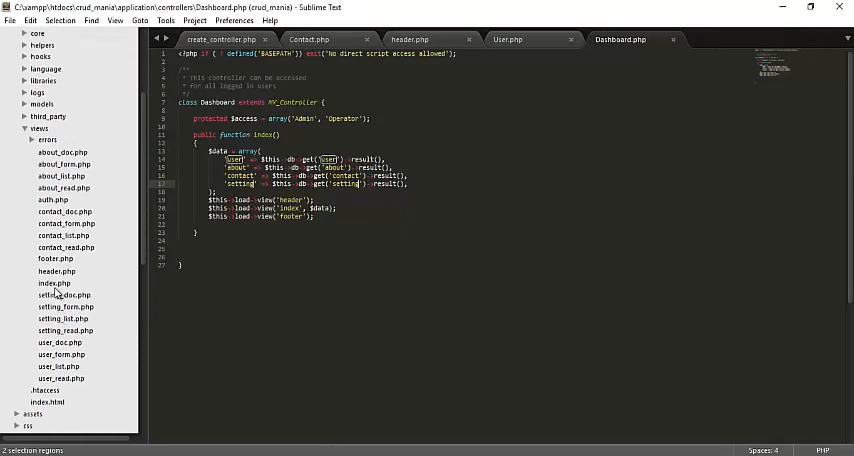 C:\xampp\htdocs\crud_mania\application\controllers\Dashboard.php (crud_mania) - Sublime Text
File Edit Selection Find View Goto Tools Project Preferences Help
core
helpers
hooks
language
libraries
logs
models
third_party
views
errors
about_doc.php
about_form.php
about_list.php
about_read.php
auth.php
contact_doc.php
contact_form.php
contact_list.php
contact_read.php
footer.php
header.php
index.php
setting_doc.php
setting_form.php
setting_list.php
setting_read.php
user_doc.php
user_form.php
user_list.php
user_read.php
.htaccess
index.html
assets
css
create_controller.php Contact.php header.php User.php Dashboard.php
1 <?php if ( ! defined('BASEPATH')) exit('No direct script access allowed');
2
3 /**
4 * this controller can be accessed
5 * for all logged in users
6 */
7 class Dashboard extends MY_Controller {
8
9 protected $access = array('Admin', 'Operator');
10
11 public function index()
12 {
13 $data = array(
14 'user' => $this->db->get('user')->result(),
15 'about' => $this->db->get('about')->result(),
16 'contact' => $this->db->get('contact')->result(),
17 'setting' => $this->db->get('setting')->result(),
18 );
19 $this->load->view('header');
20 $this->load->view('index', $data);
21 $this->load->view('footer');
22
23 }
24
25
26
27 }
2 selection regions Spaces: 4 PHP